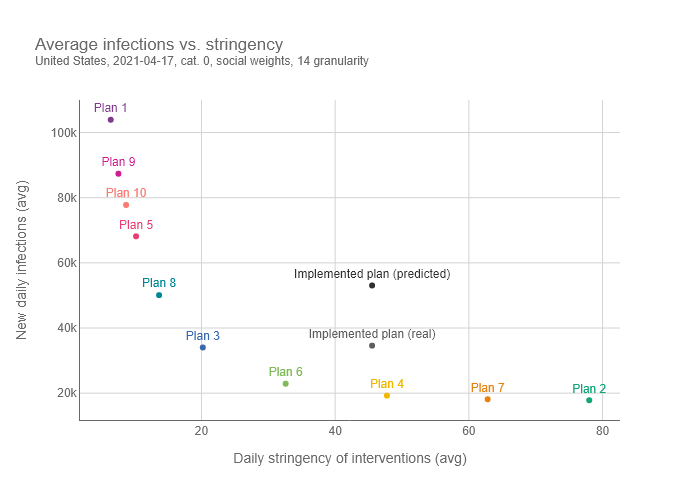 Average infections vs. stringency
United States, 2021-04-17, cat. 0, social weights, 14 granularity
Plan 1
100k
Plan 9
Plan 10
80k
Plan 5
60k
Implemented plan (predicted)
Plan 8
New daily infections (avg)
40k
Implemented plan (real)
Plan 3
Plan 6
Plan 4
Plan 7
Plan 2
20k
20
40
60
80
Daily stringency of interventions (avg)